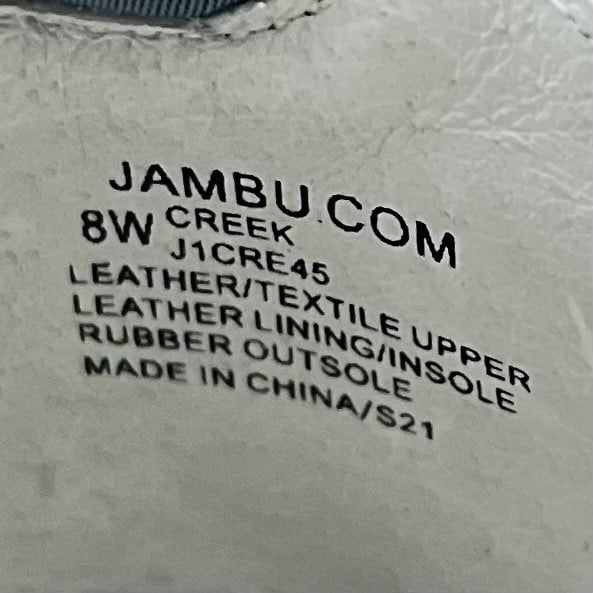 JAMBU.COM
8W CREEK
J1CRE45
LEATHER/TEXTILE UPPER
LEATHER LINING/INSOLE
RUBBER OUTSOLE
MADE IN CHINA/S21